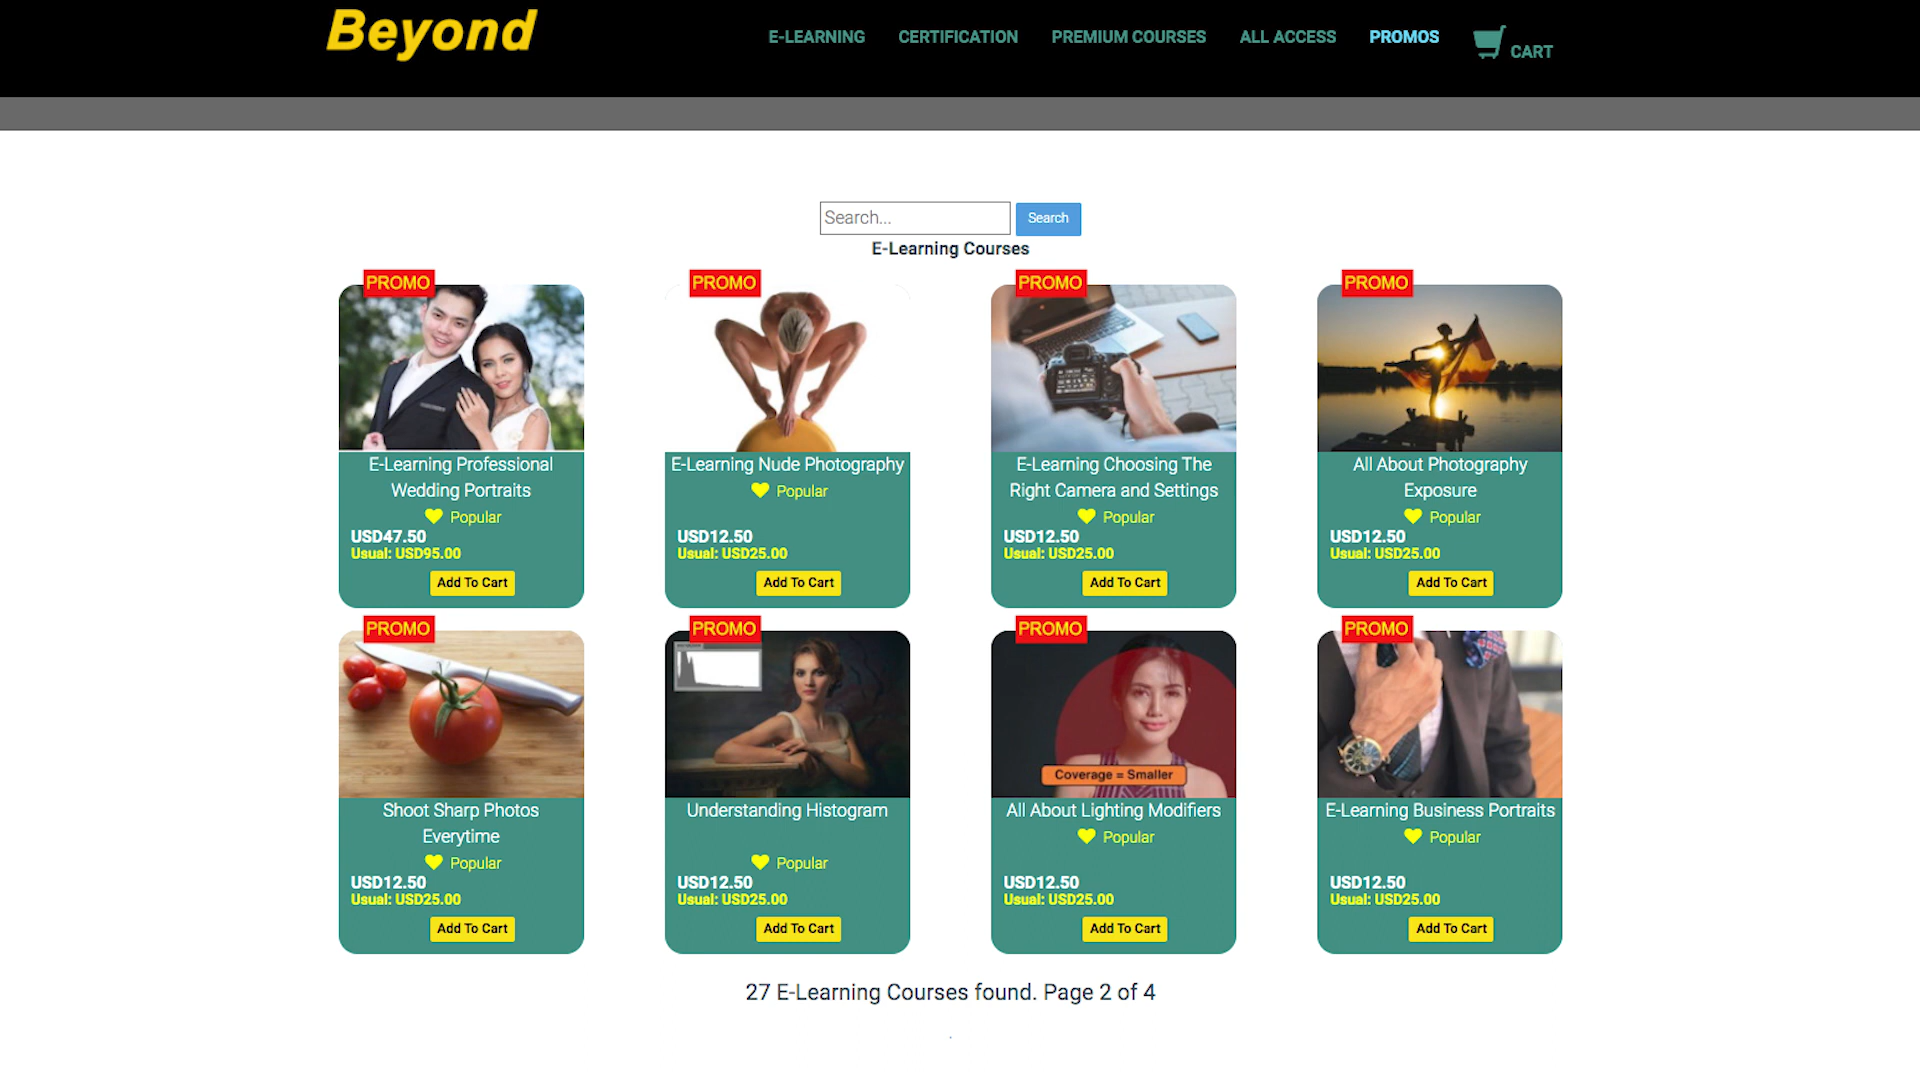 Beyond
E-LEARNING CERTIFICATION PREMIUM COURSES ALL ACCESS PROMOS CART
Search... Search
E-Learning Courses
PROMO PROMO PROMO PROMO
E-Learning Professional
Wedding Portraits
Popular
USD47.50
Usual: USD95.00
Add To Cart
E-Learning Nude Photography
Popular
USD12.50
Usual: USD25.00
Add To Cart
E-Learning Choosing The
Right Camera and Settings
Popular
USD12.50
Usual: USD25.00
Add To Cart
All About Photography
Exposure
Popular
USD12.50
Usual: USD25.00
Add To Cart
PROMO PROMO PROMO PROMO
Shoot Sharp Photos
Everytime
Popular
USD12.50
Usual: USD25.00
Add To Cart
Understanding Histogram
Popular
USD12.50
Usual: USD25.00
Add To Cart
Coverage = Smaller
All About Lighting Modifiers
Popular
USD12.50
Usual: USD25.00
Add To Cart
E-Learning Business Portraits
Popular
USD12.50
Usual: USD25.00
Add To Cart
27 E-Learning Courses found. Page 2 of 4